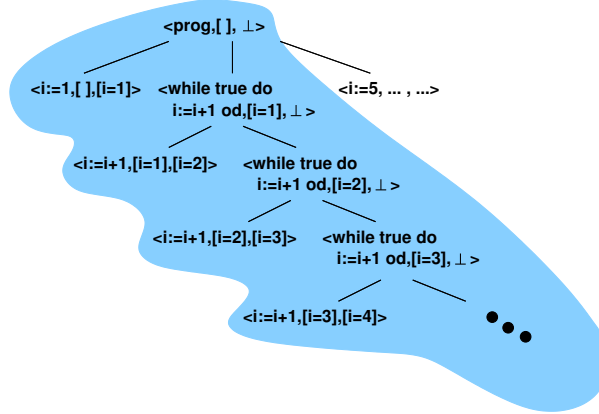 <prog,[ ], ⊥>
<i:=1,[ ],[i=1]>
<while true do
i:=i+1 od,[i=1], ⊥>
<i:=5, ... , ...>
<i:=i+1,[i=1],[i=2]>
<while true do
i:=i+1 od,[i=2], ⊥>
<i:=i+1,[i=2],[i=3]>
<while true do
i:=i+1 od,[i=3], ⊥>
<i:=i+1,[i=3],[i=4]>